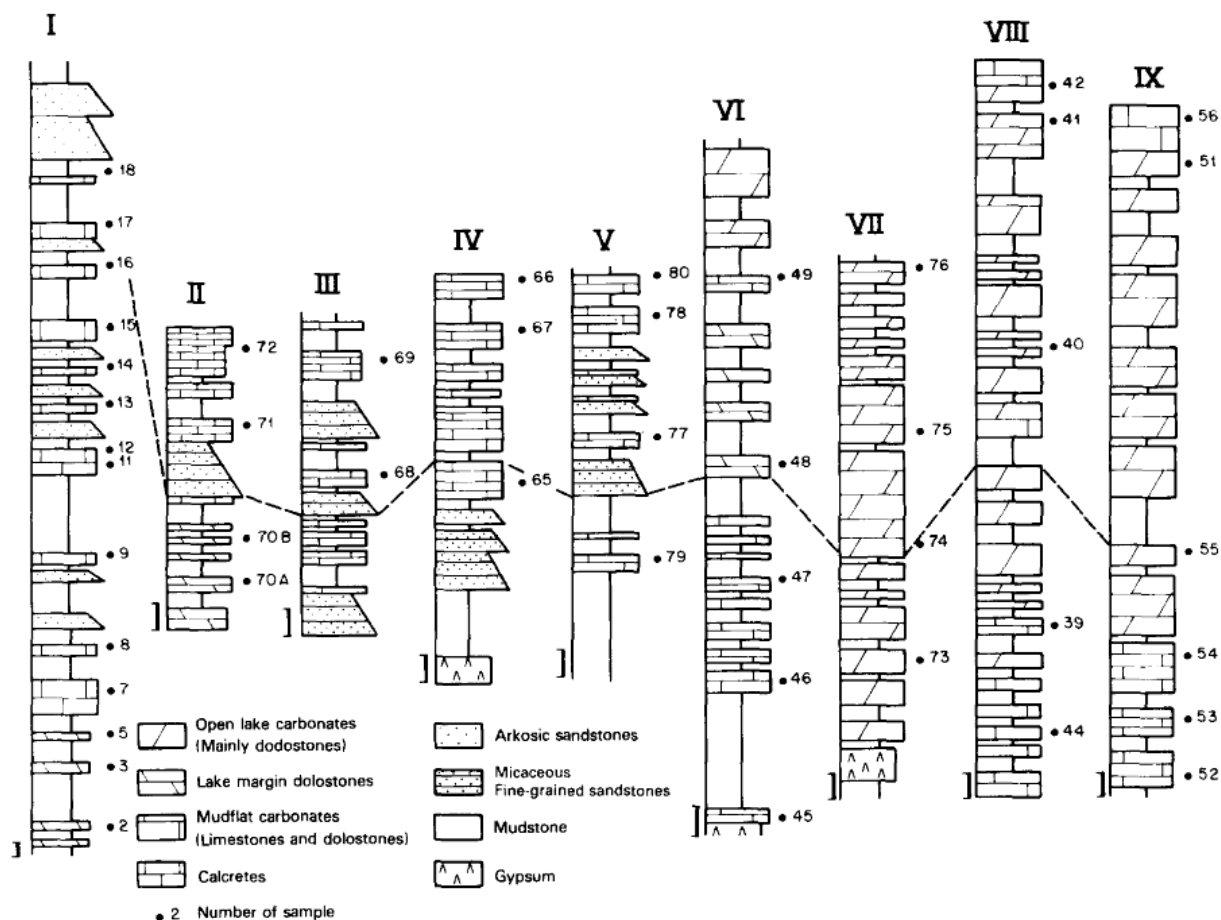 I
18
17
16
15
14
13
12
11
9
8
7
5
3
2
II
72
71
70 B
70 A
III
69
68
IV
66
67
65
V
80
78
77
79
VI
49
48
47
46
45
VII
76
75
74
73
VIII
42
41
40
39
44
IX
56
51
55
54
53
52
Open lake carbonates
(Mainly dodostones)
Lake margin dolostones
Mudflat carbonates
(Limestones and dolostones)
Calcretes
• 2 Number of sample
Arkosic sandstones
Micaceous
Fine-grained sandstones
Mudstone
Gypsum